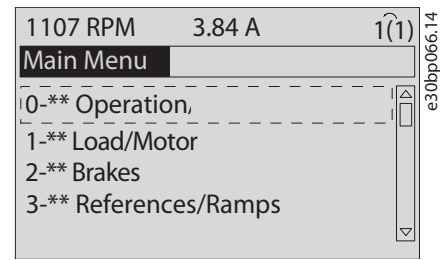 1107 RPM 3.84 A 1(1)
Main Menu
0-** Operation/
1-** Load/Motor
2-** Brakes
3-** References/Ramps
e30bp066.14